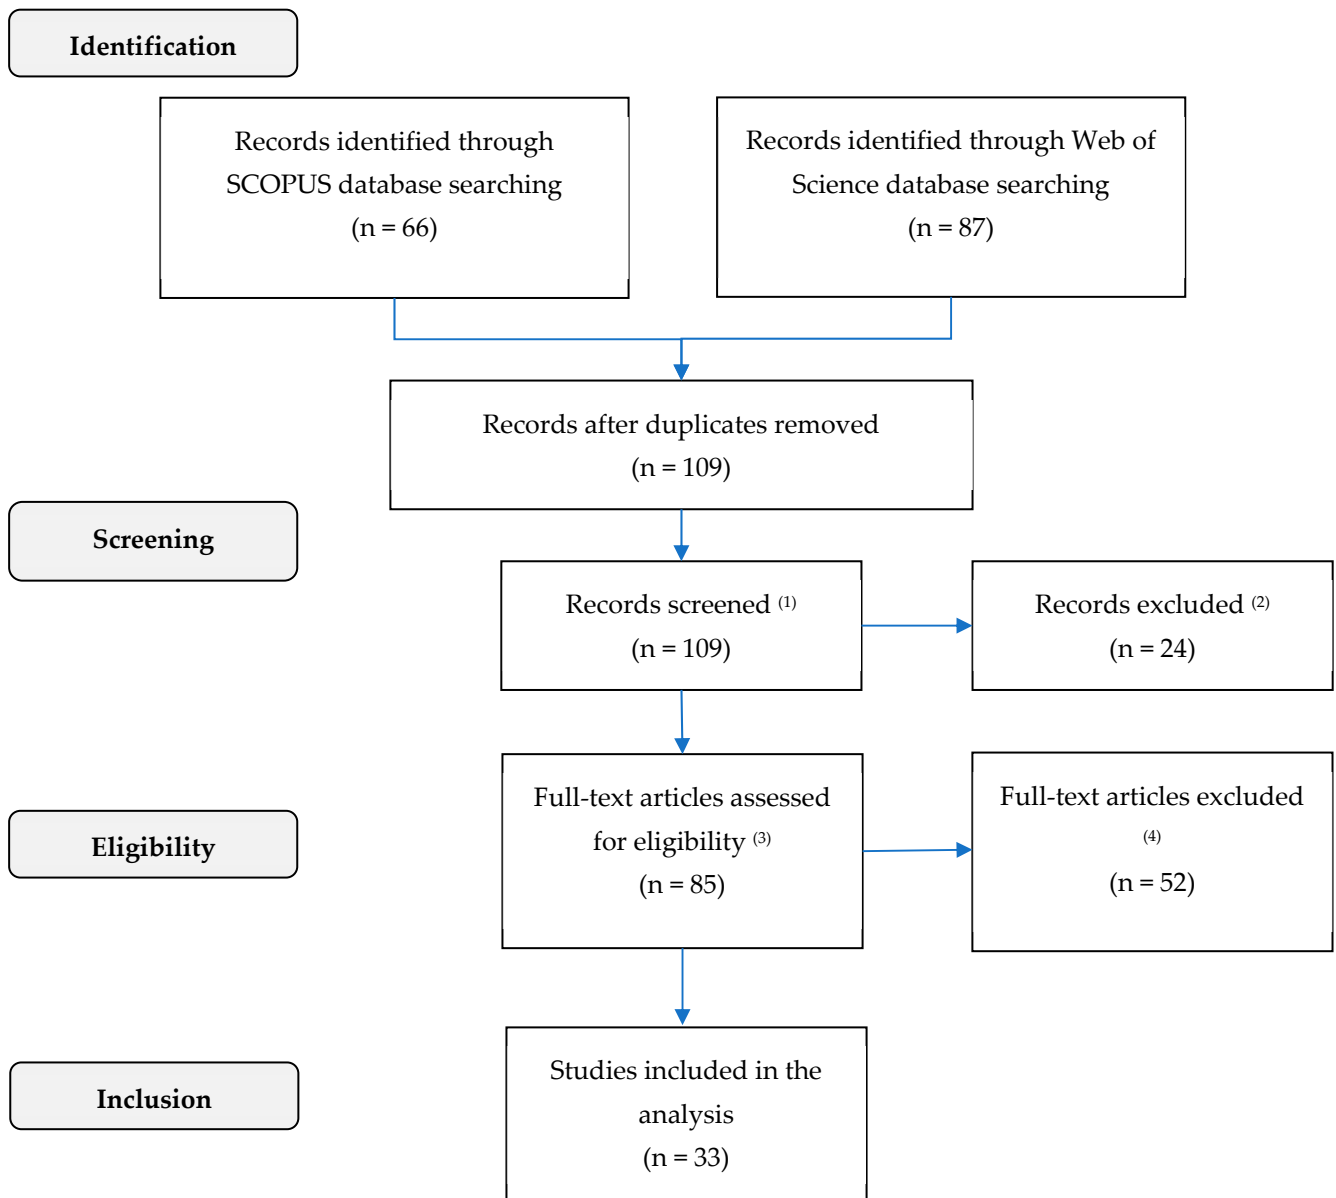 Identification
Records identified through
SCOPUS database searching
(n = 66)
Records identified through Web of
Science database searching
(n = 87)
Records after duplicates removed
(n = 109)
Screening
Records screened (1)
(n = 109)
Records excluded (2)
(n = 24)
Eligibility
Full-text articles assessed
for eligibility (3)
(n = 85)
Full-text articles excluded
(4)
(n = 52)
Inclusion
Studies included in the
analysis
(n = 33)